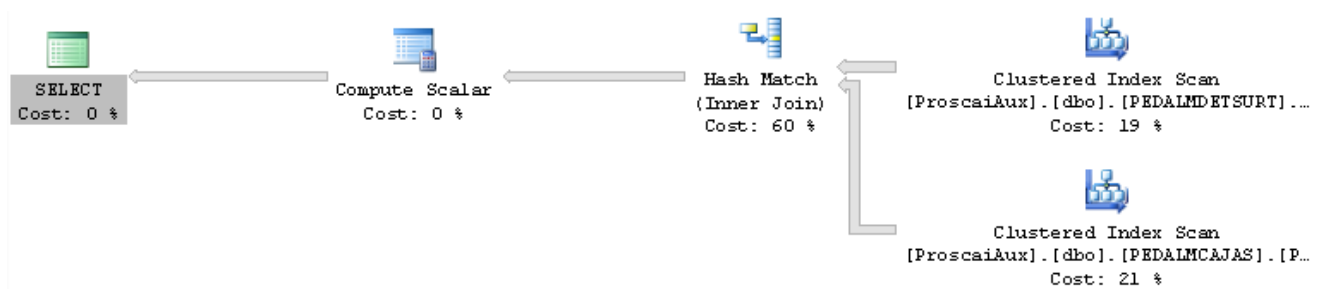 SELECT
Cost: 0 %
Compute Scalar
Cost: 0 %
Hash Match
(Inner Join)
Cost: 60 %
Clustered Index Scan
[ProscaiAux].[dbo].[PEDALMDETSURT]....
Cost: 19 %
Clustered Index Scan
[ProscaiAux].[dbo].[PEDALMCAJAS].[P...
Cost: 21 %